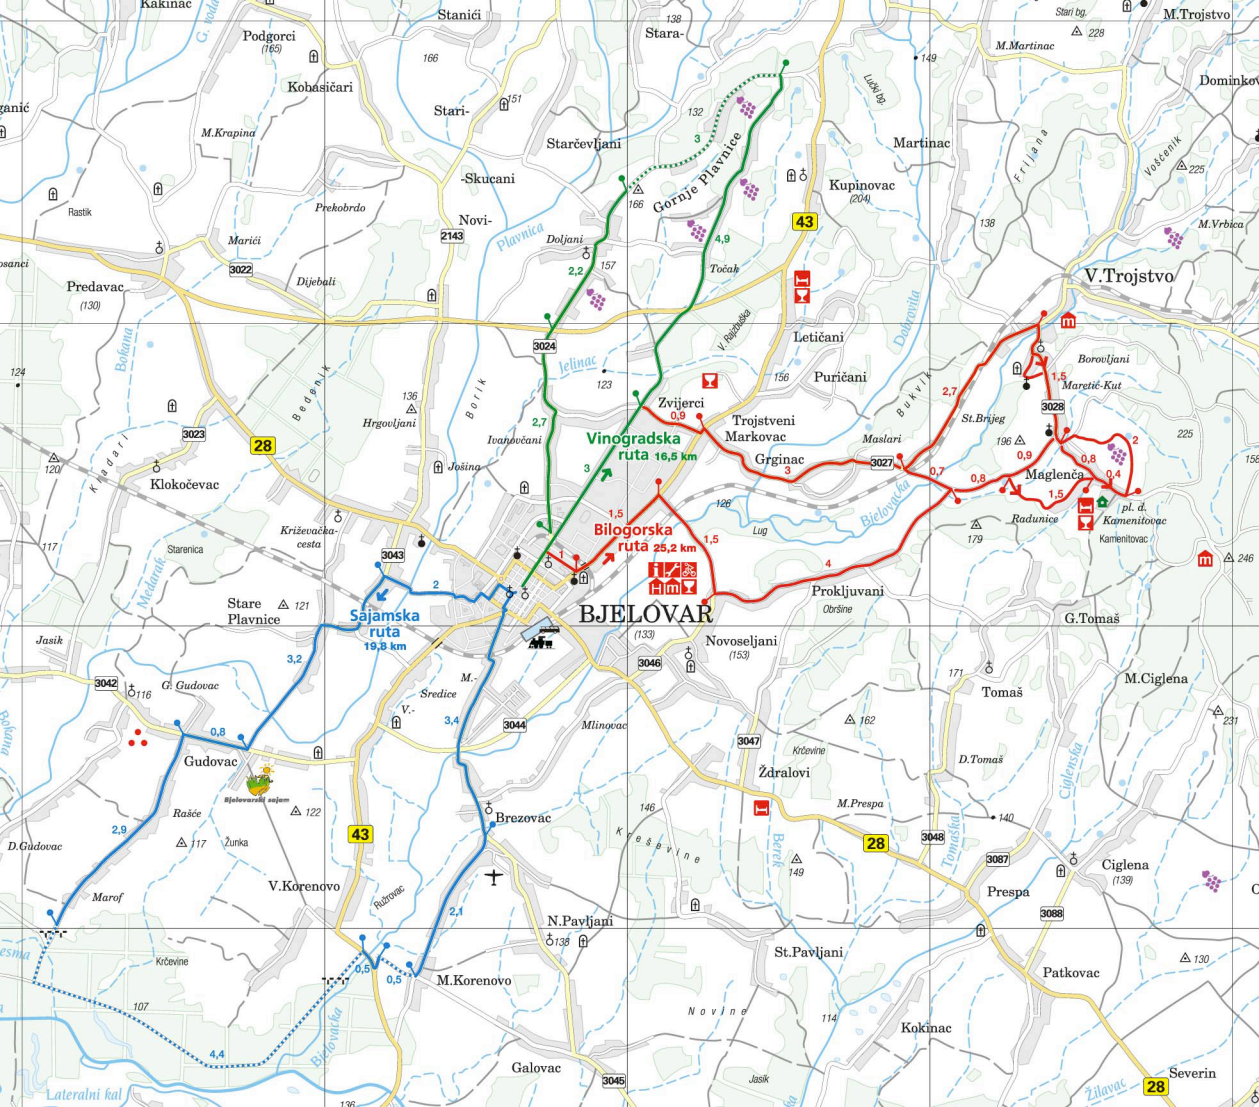 Kakinac
G. voda
Podgorci
(165)
Stanići
138
Stara-
Stari bg.
228
M.Trojstvo
M.Martinac
149
166
Kobasičari
151
Stari-
Lučki bg.
132
3
Dominkov
ganić
M.Krapina
Starčevljani
Martinac
Frljana
Voščenik
225
-Skucani
Gornje Plavnice
Kupinovac
(204)
166
Rastik
Prekobrdo
Novi-
2143
Plavnica
43
138
M.Vrbica
Marići
Doljani
4,9
osanci
3022
157
2,2
Točak
V.Trojstvo
Predavac
(130)
Dijebali
Dobrovita
V. Rajzbuška
Bokana
3024
Letičani
Jelinac
Borovljani
124
123
156
Puričani
1,5
Maretić-Kut
Bedenik
136
Borik
Bukvik
2,7
3028
Zvijerci
0,9
Hrgovljani
2,7
Trojstveni
Markovac
St.Brijeg
3023
28
Ivanovčani
Vinogradska
ruta 16,5 km
Maslari
196
2
225
Khadari
120
Jošina
3
Grginac
3
3027
0,7
0,9
0,8
158
Klokočevac
0,8
Maglenča
0,4
1,5
126
Bjelovačka
pl. d.
Kamenitovac
Križevačka-
cesta
1,5
Bilogorska
ruta 25,2 km
Lug
Radunice
179
Kamenitovac
117
Starenica
3043
1
1,5
246
Međarak
2
4
Prokljuvani
Stare
Plavnice
121
Sajamska
ruta
19,8 km
BJELOVAR
(133)
Obršine
G.Tomaš
Jasik
3,2
Novoseljani
(153)
3046
3042
116
G. Gudovac
M.-
Sredice
171
Tomaš
M.Ciglena
V.-
3,4
0,8
3044
Mlinovac
162
231
Gudovac
3047
Krčevine
Ždralovi
D.Tomaš
Ciglenska
Bjelovarski sajam
Rašće
122
146
M.Prespa
140
2,9
43
Brezovac
D.Gudovac
117
Žunka
Kreševine
28
3048
Tomaška
Berek
149
3087
Ciglena
(139)
V.Korenovo
Marof
Ružrovac
Prespa
2,1
N.Pavljani
3088
138
esma
Krčevine
0,5
0,5
M.Korenovo
St.Pavljani
130
Patkovac
107
Bjelovačka
Novine
114
Kokinac
4,4
Galovac
Jasik
Severin
3045
28
Žilavac
Lateralni kal
136